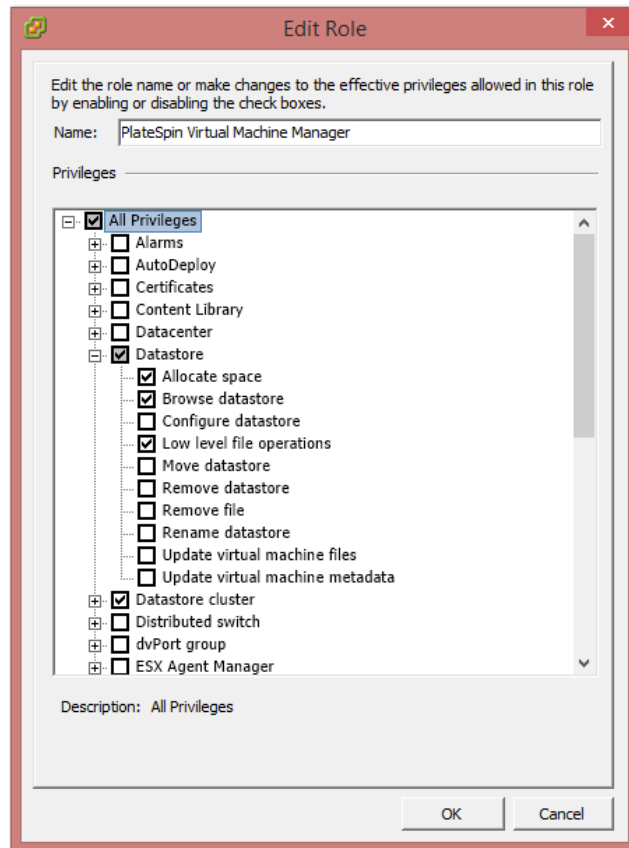 Edit Role
Edit the role name or make changes to the effective privileges allowed in this role
by enabling or disabling the check boxes.
Name: PlateSpin Virtual Machine Manager
Privileges
All Privileges
Alarms
AutoDeploy
Certificates
Content Library
Datacenter
Datastore
Allocate space
Browse datastore
Configure datastore
Low level file operations
Move datastore
Remove datastore
Remove file
Rename datastore
Update virtual machine files
Update virtual machine metadata
Datastore cluster
Distributed switch
dvPort group
ESX Agent Manager
Description: All Privileges
OK Cancel